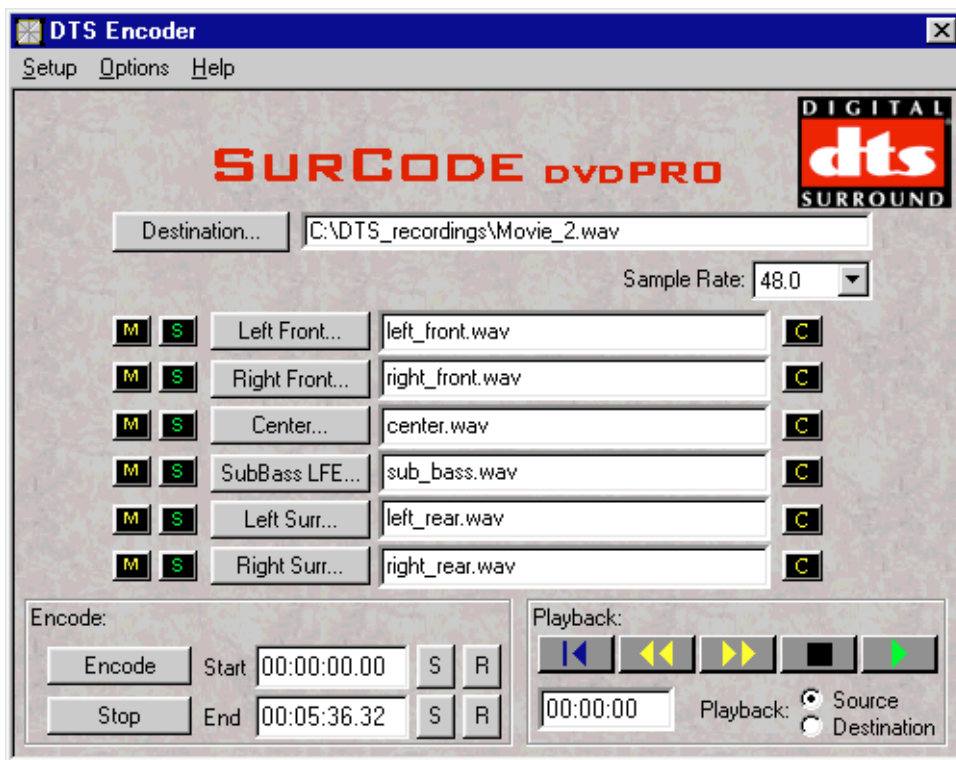 DTS Encoder
Setup Options Help
DIGITAL
dts
SURROUND
SURCODE DVDPRO
Destination... C:\DTS_recordings\Movie_2.wav
Sample Rate: 48.0
M S Left Front... left_front.wav C
M S Right Front... right_front.wav C
M S Center... center.wav C
M S SubBass LFE... sub_bass.wav C
M S Left Surr... left_rear.wav C
M S Right Surr... right_rear.wav C
Encode:
Encode Start 00:00:00.00 S R
Stop End 00:05:36.32 S R
Playback:
00:00:00 Playback: Source
Destination